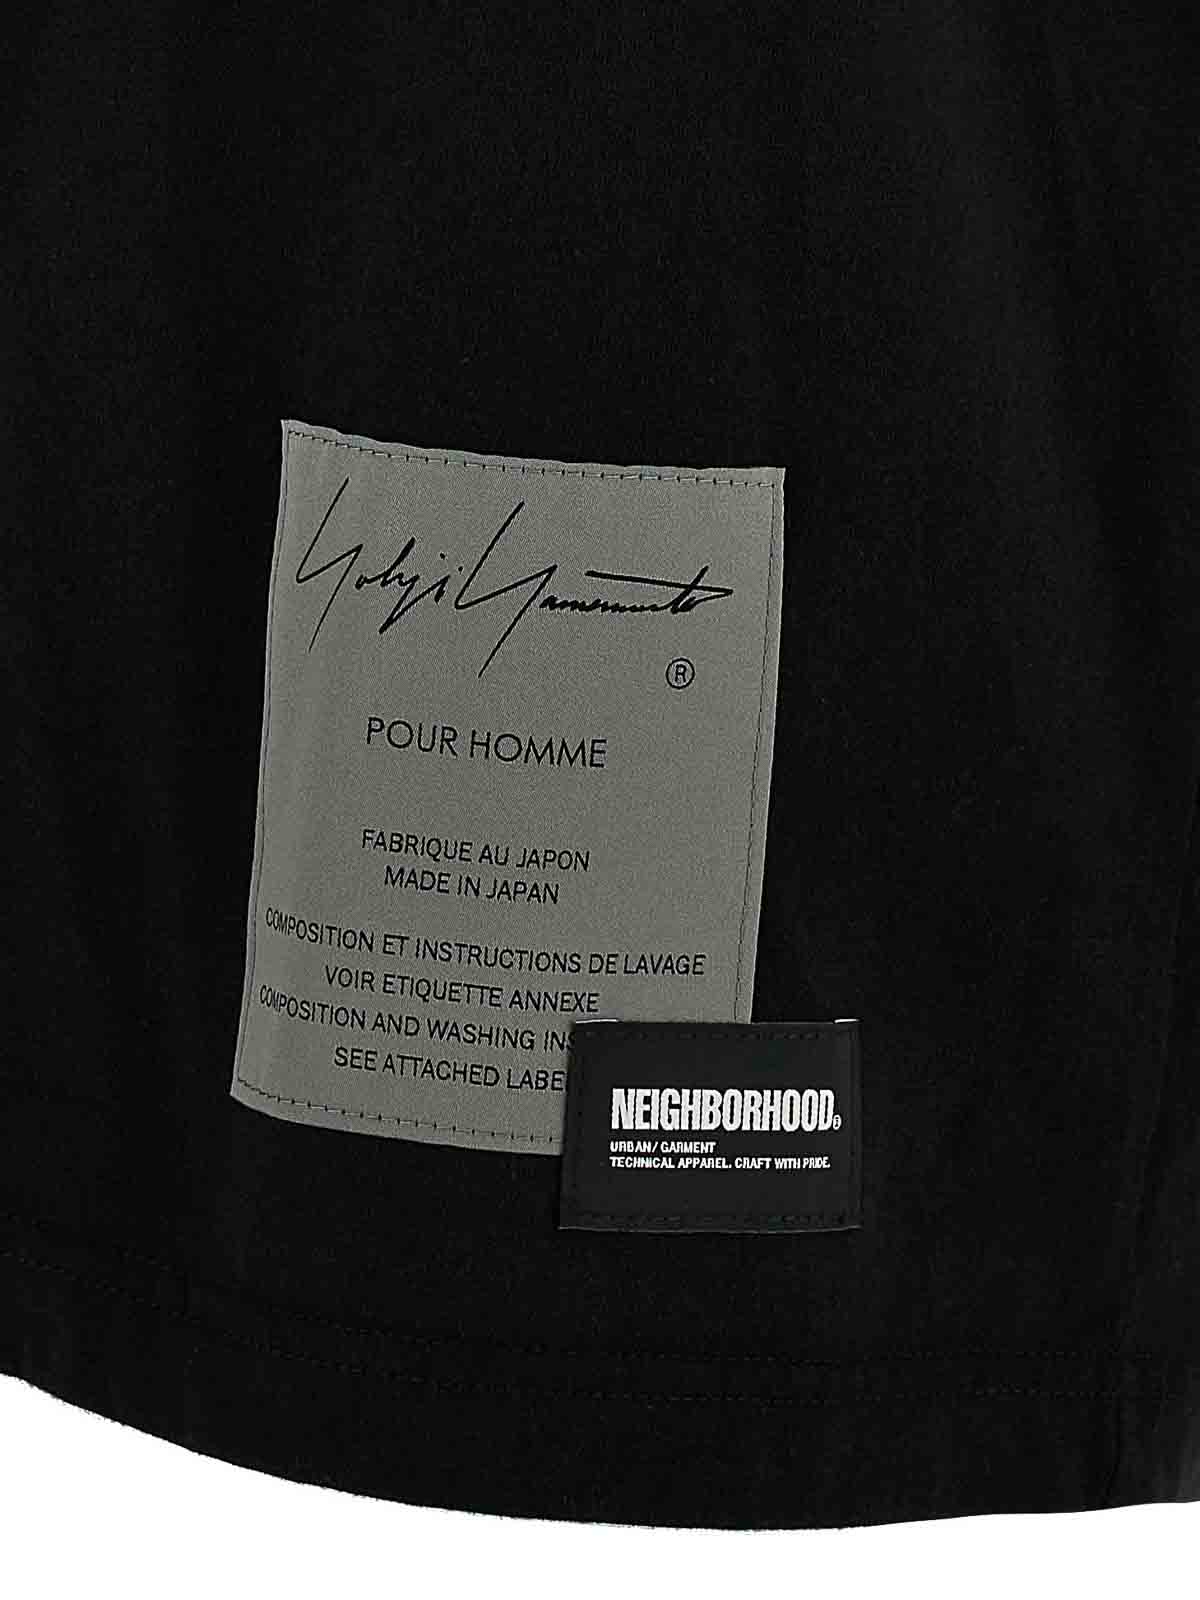 Yohji Yamamoto
®
POUR HOMME
FABRIQUE AU JAPON
MADE IN JAPAN
COMPOSITION ET INSTRUCTIONS DE LAVAGE
VOIR ETIQUETTE ANNEXE
COMPOSITION AND WASHING INS
SEE ATTACHED LABE
NEIGHBORHOOD®
URBAN/GARMENT
TECHNICAL APPAREL. CRAFT WITH PRIDE.